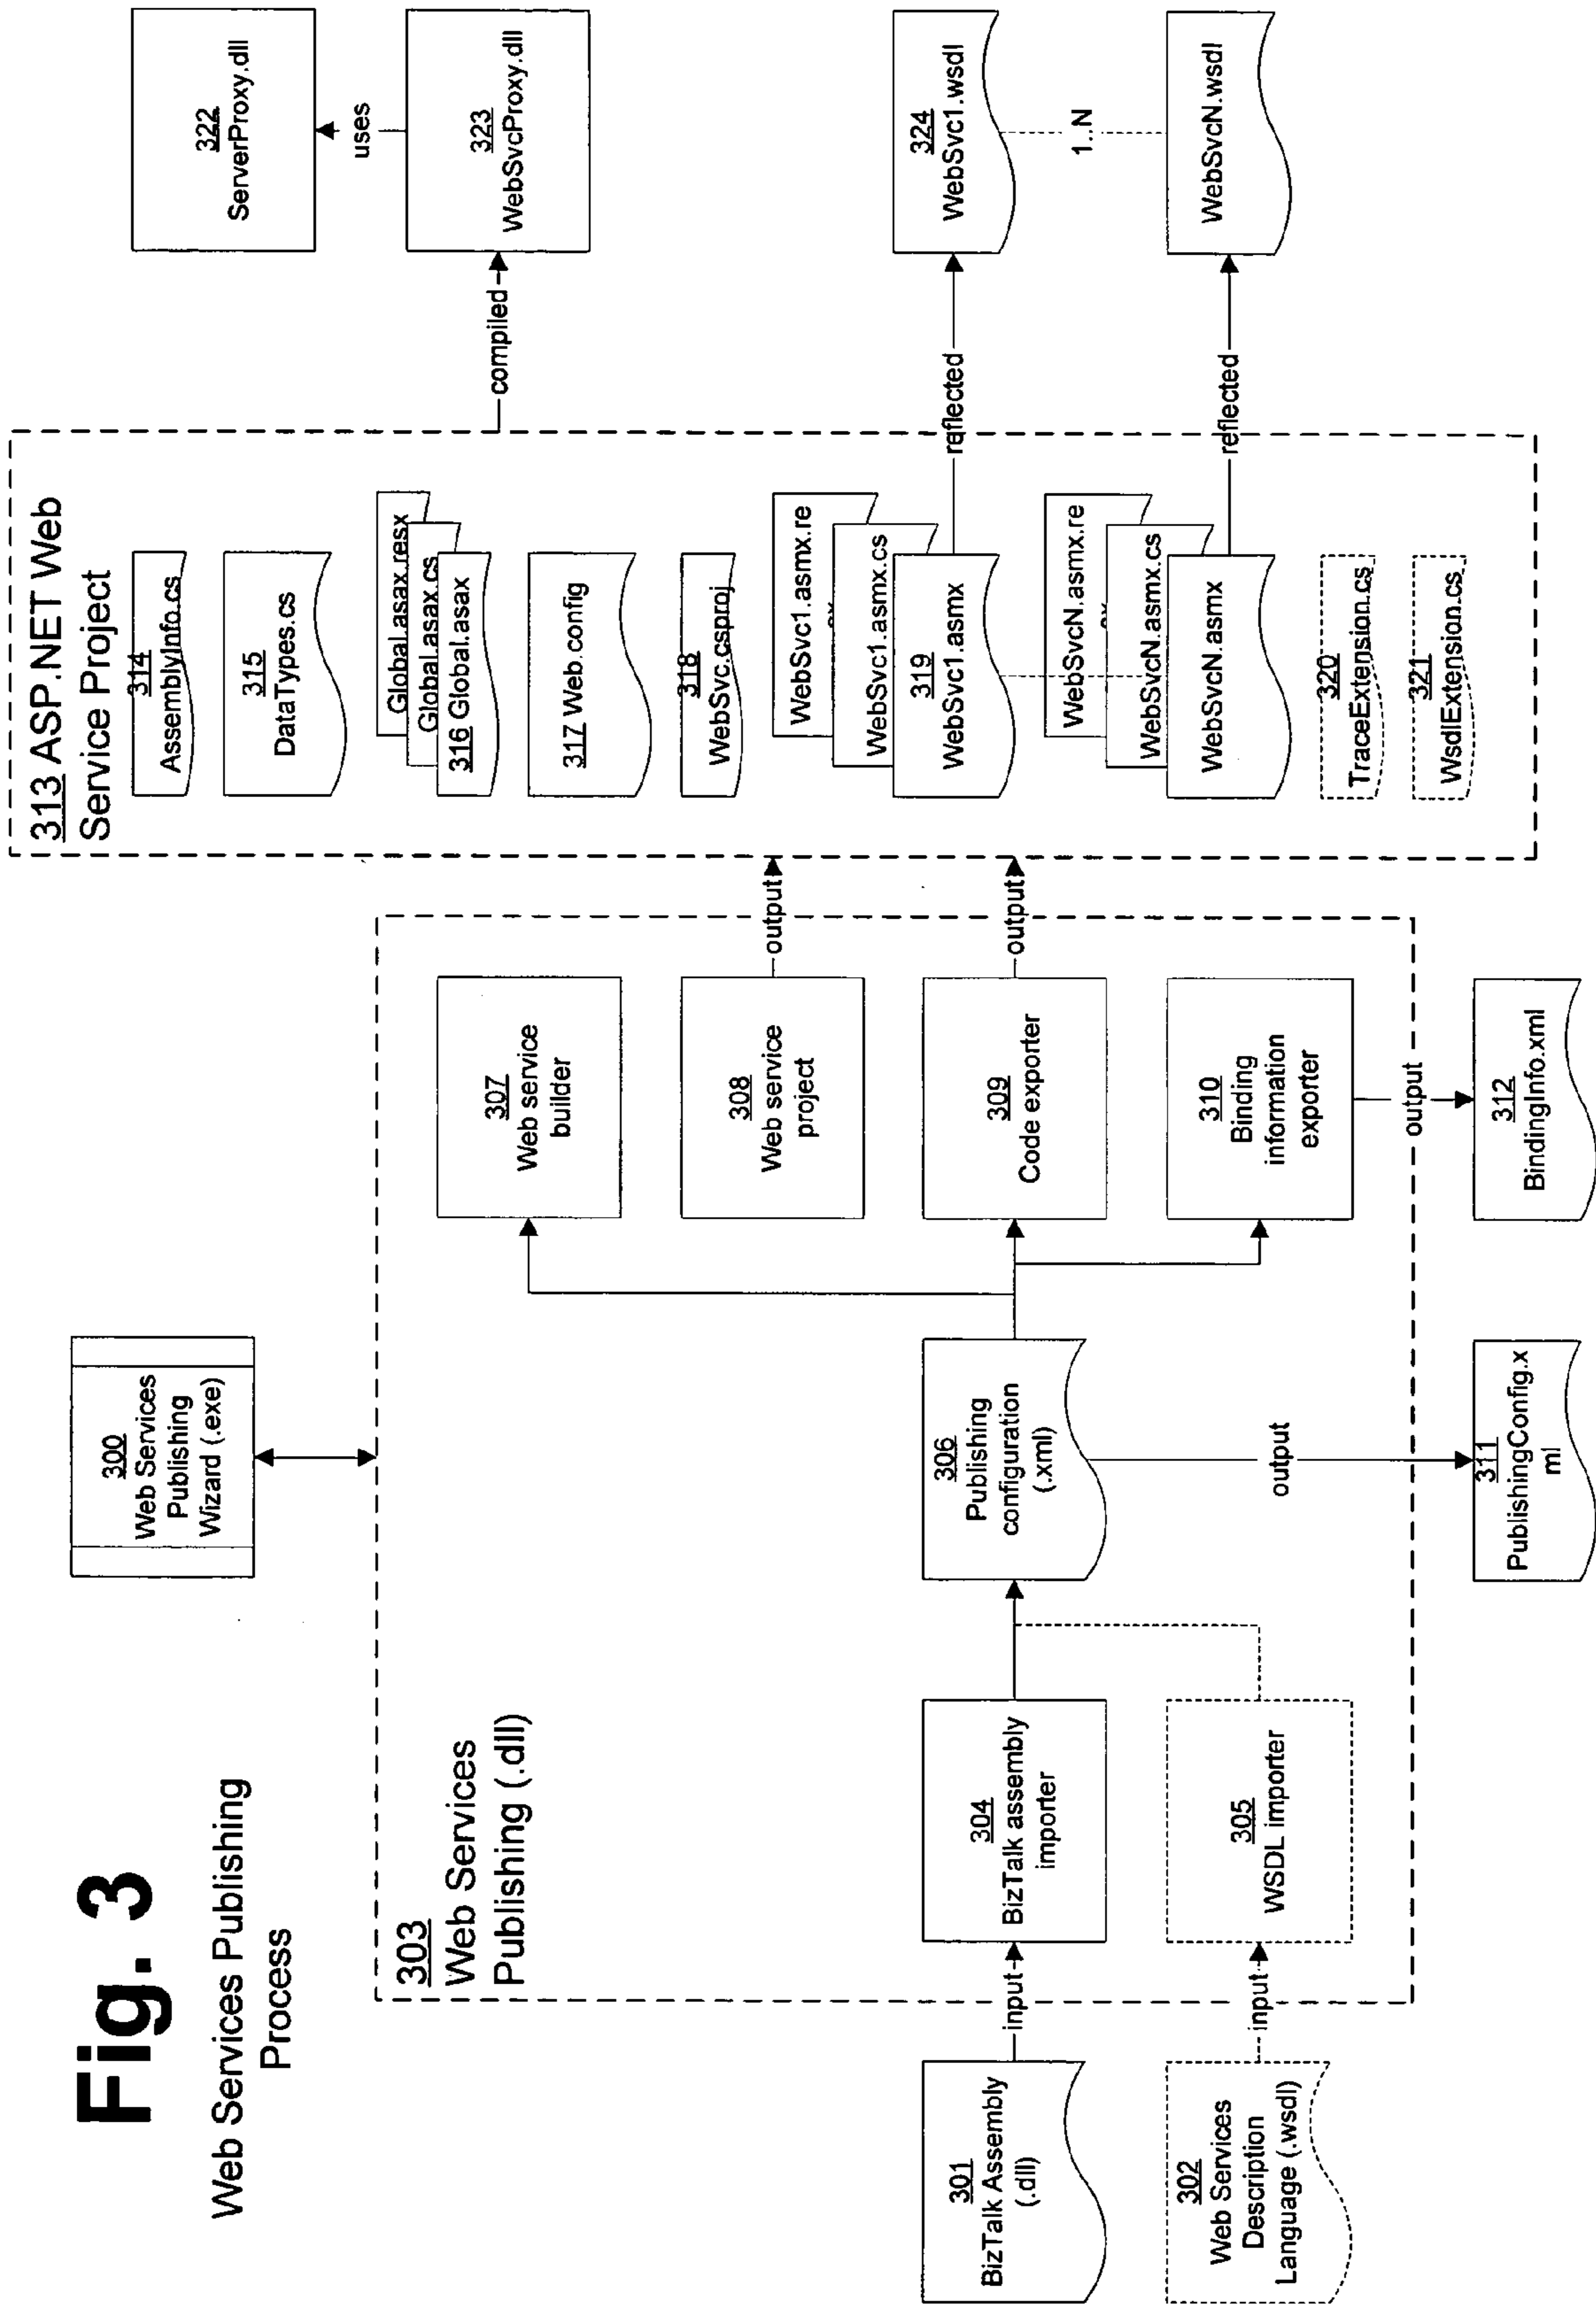 Fig. 3
Web Services Publishing
Process
300
Web Services
Publishing
Wizard (.exe)
303
Web Services
Publishing (.dll)
301
BizTalk Assembly
(.dll)
302
Web Services
Description
Language (.wsdl)
input
input
304
BizTalk assembly
importer
305
WSDL importer
306
Publishing
configuration
(.xml)
output
311
PublishingConfig.x
ml
307
Web service
builder
308
Web service
project
309
Code exporter
310
Binding
information
exporter
output
312
BindingInfo.xml
output
output
313 ASP.NET Web
Service Project
314
AssemblyInfo.cs
315
DataTypes.cs
Global.asax.resx
Global.asax.cs
316 Global.asax
317 Web.config
318
WebSvc.csproj
WebSvc1.asmx.re
WebSvc1.asmx.cs
319
WebSvc1.asmx
WebSvcN.asmx.re
WebSvcN.asmx.cs
WebSvcN.asmx
320
TraceExtension.cs
321
WsdlExtension.cs
compiled
reflected
reflected
322
ServerProxy.dll
uses
323
WebSvcProxy.dll
324
WebSvc1.wsdl
1..N
WebSvcN.wsdl